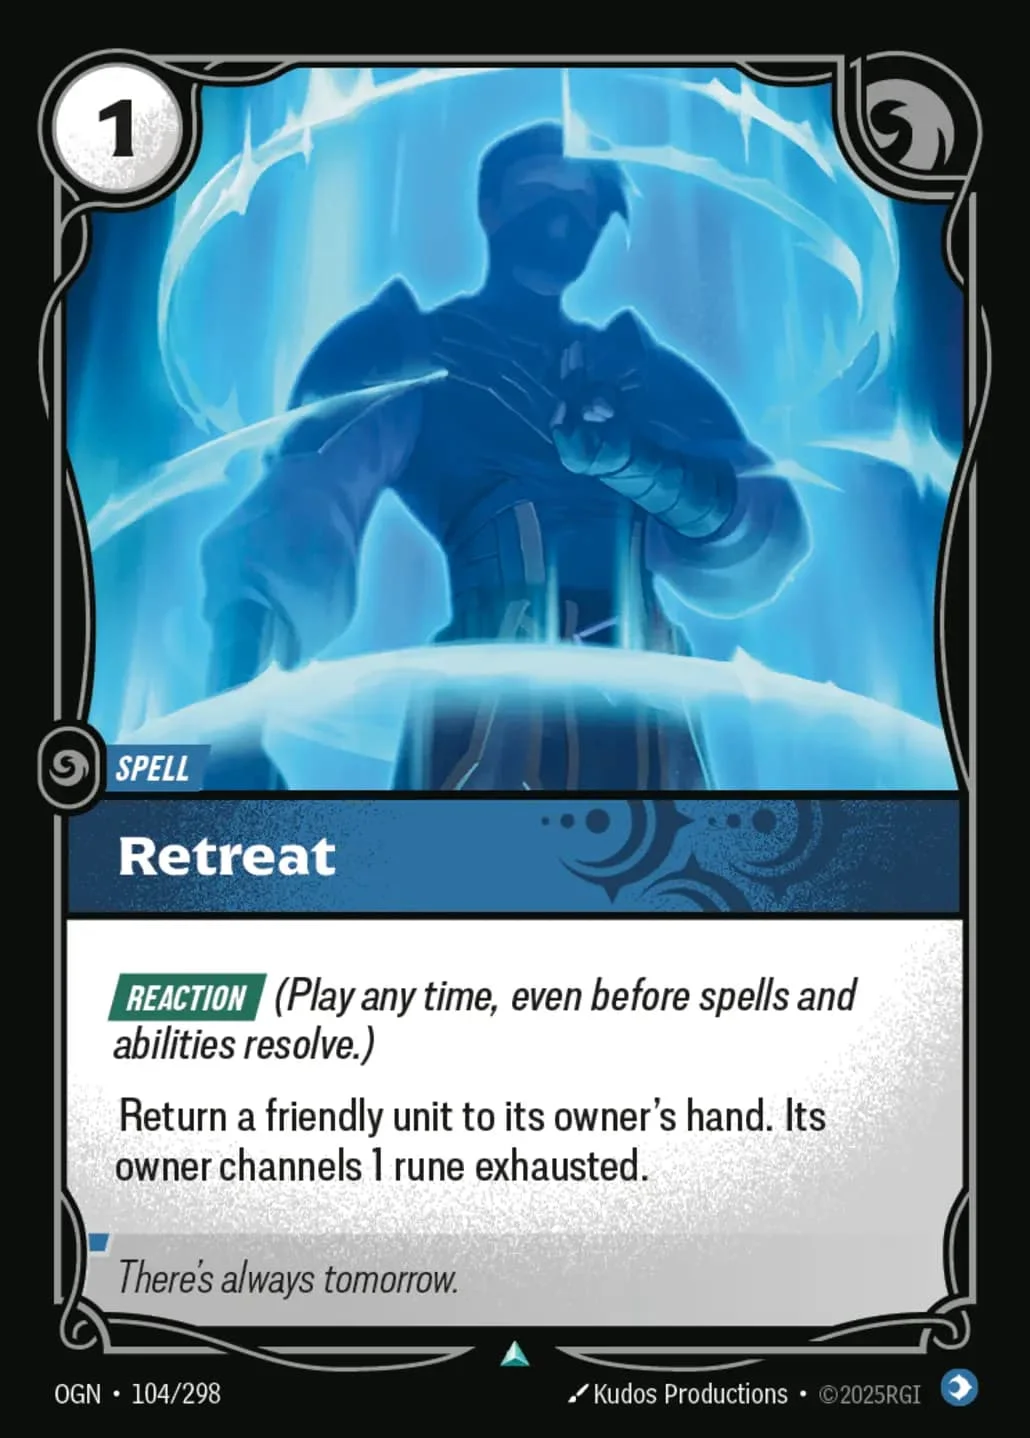 1
SPELL
Retreat
REACTION (Play any time, even before spells and
abilities resolve.)
Return a friendly unit to its owner's hand. Its
owner channels 1 rune exhausted.
There's always tomorrow.
OGN • 104/298
Kudos Productions • ©2025RGI